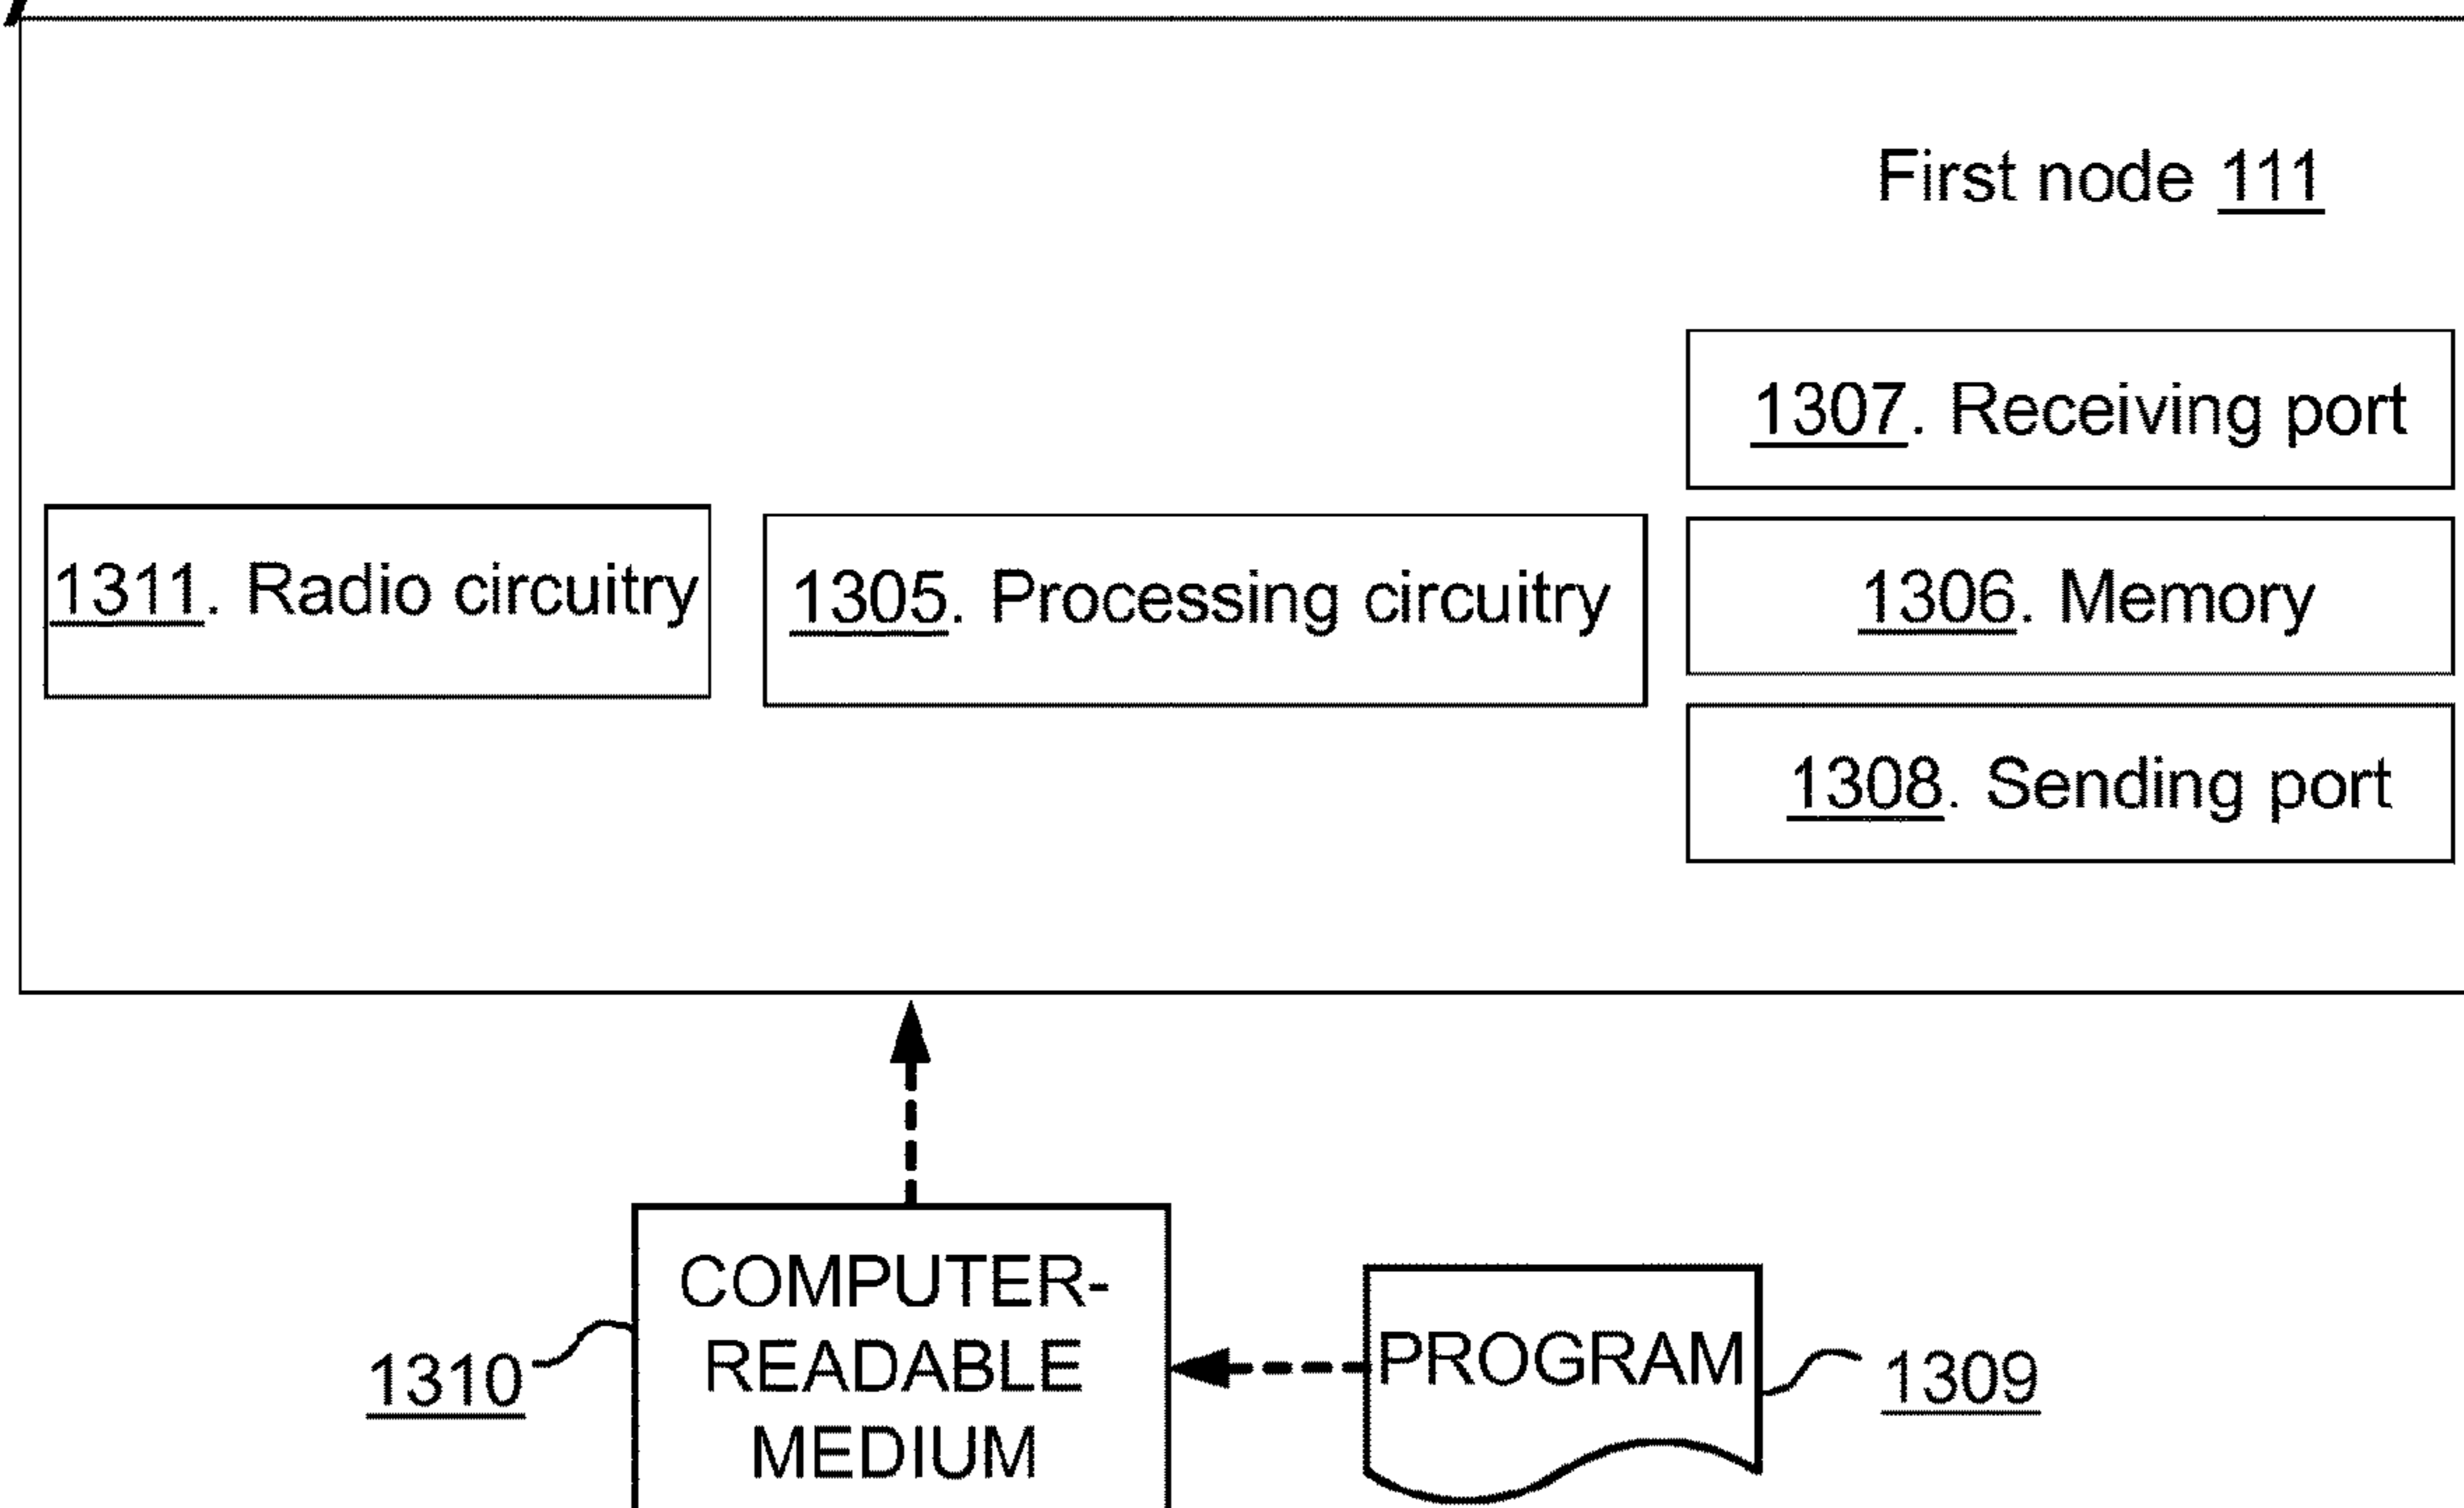 First node 111
1307. Receiving port
1311. Radio circuitry
1305. Processing circuitry
1306. Memory
1308. Sending port
COMPUTER-
READABLE
MEDIUM
1310
PROGRAM
1309